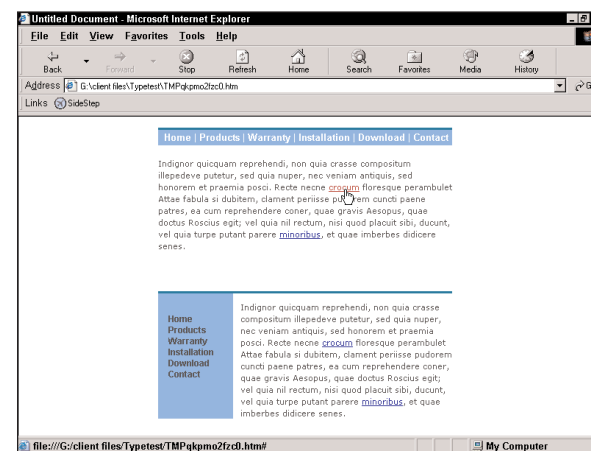 Untitled Document - Microsoft Internet Explorer
File Edit View Favorites Tools Help
Back Forward Stop Refresh Home Search Favorites Media History
Address G:\client files\Typetest\TMPqkpmo2fzc0.htm G
Links SideStep
Home | Products | Warranty | Installation | Download | Contact
Indignor quicquam reprehendi, non quia crasse compositum
illepedeve putetur, sed quia nuper, nec veniam antiquis, sed
honorem et praemia posci. Recte necne crocum floresque perambulet
Attae fabula si dubitem, clament periisse pudorem cuncti paene
patres, ea cum reprehendere coner, quae gravis Aesopus, quae
doctus Roscius egit; vel quia nil rectum, nisi quod placuit sibi, ducunt,
vel quia turpe putant parere minoribus, et quae imberbes didicere
senes.
Home
Products
Warranty
Installation
Download
Contact
Indignor quicquam reprehendi, non quia crasse
compositum illepedeve putetur, sed quia nuper,
nec veniam antiquis, sed honorem et praemia
posci. Recte necne crocum floresque perambulet
Attae fabula si dubitem, clament periisse pudorem
cuncti paene patres, ea cum reprehendere coner,
quae gravis Aesopus, quae doctus Roscius egit;
vel quia nil rectum, nisi quod placuit sibi, ducunt,
vel quia turpe putant parere minoribus, et quae
imberbes didicere senes.
file:///G:/client files/Typetest/TMPqkpmo2fzc0.htm# My Computer